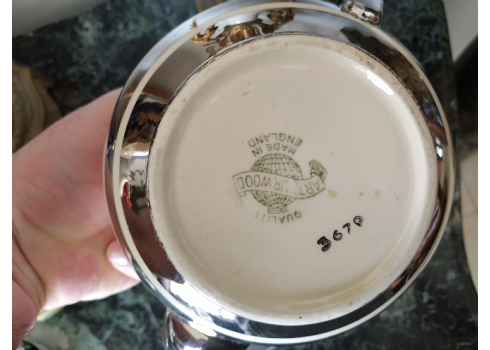 MADE IN
ENGLAND
ARTHUR WOOD
QUALITY
3670